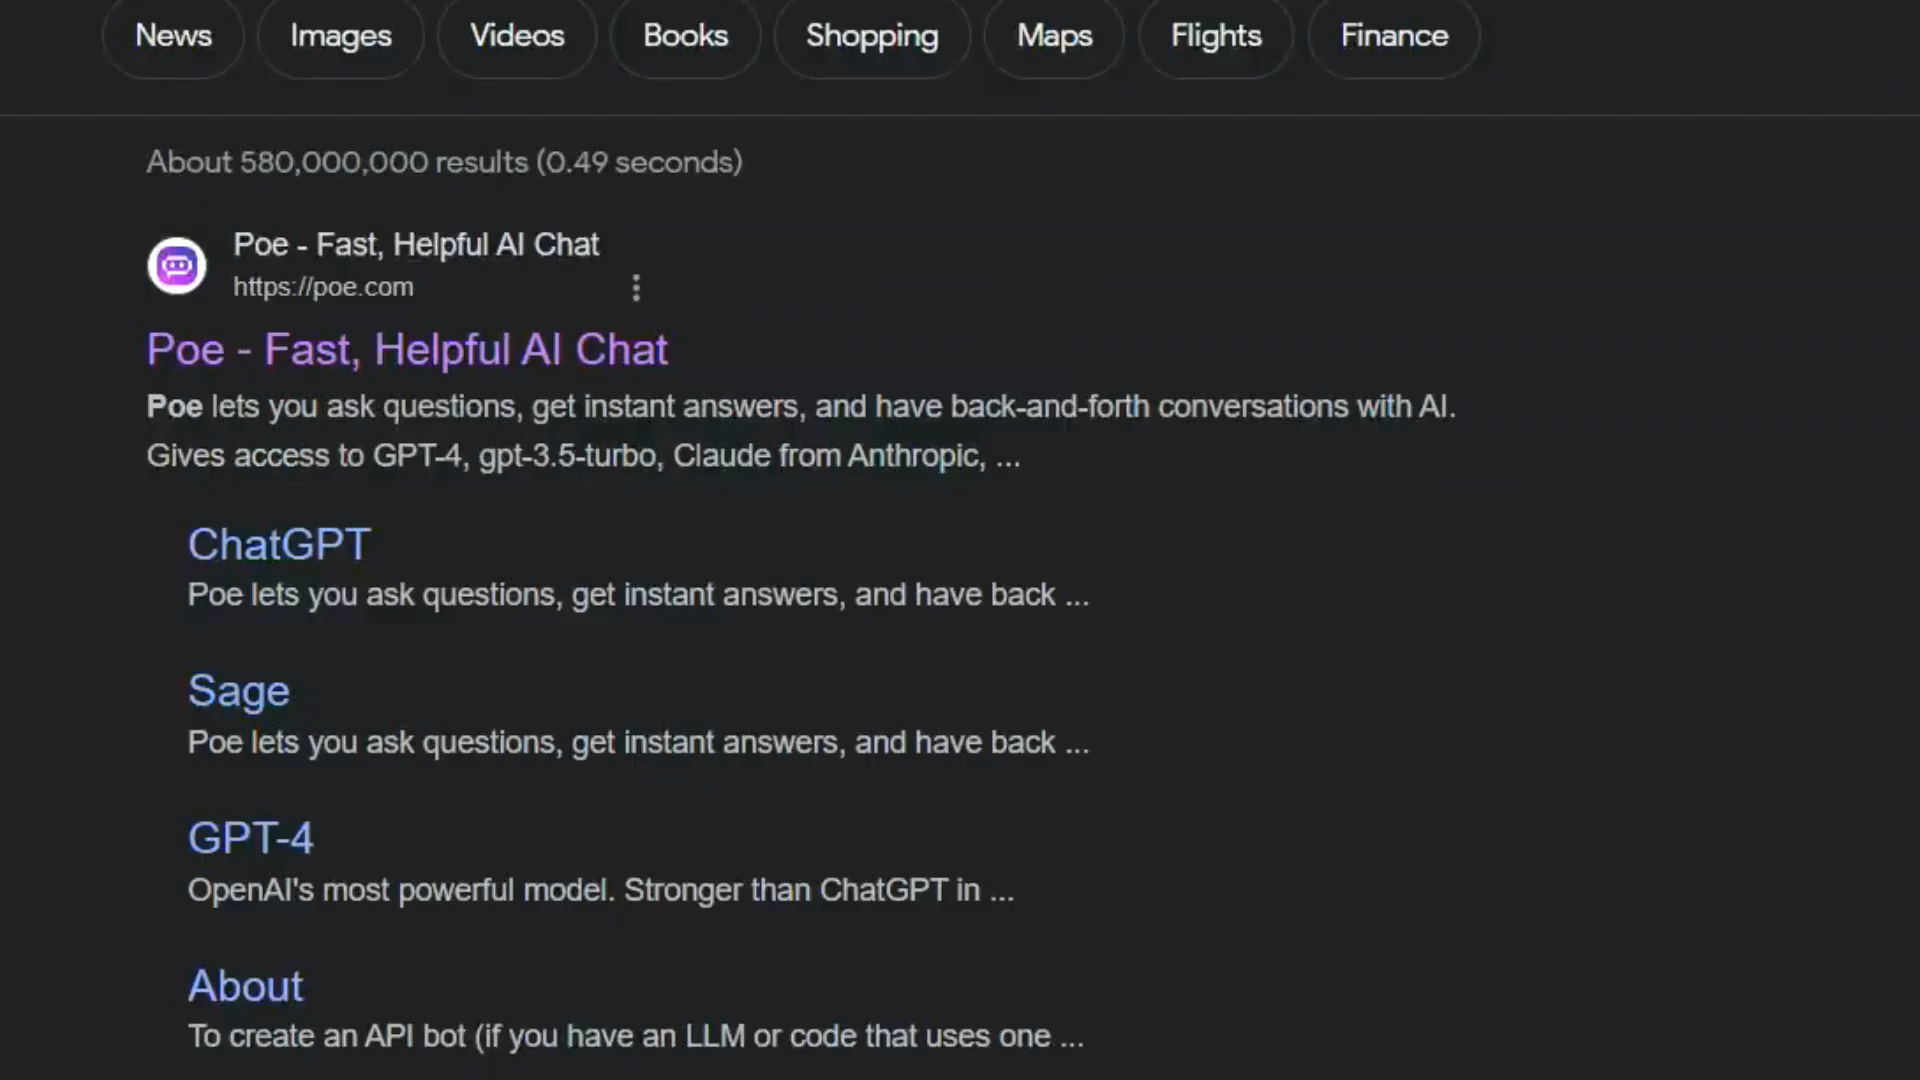 News Images Videos Books Shopping Maps Flights Finance
About 580,000,000 results (0.49 seconds)
Poe - Fast, Helpful AI Chat
https://poe.com
Poe - Fast, Helpful AI Chat
Poe lets you ask questions, get instant answers, and have back-and-forth conversations with AI.
Gives access to GPT-4, gpt-3.5-turbo, Claude from Anthropic, ...
ChatGPT
Poe lets you ask questions, get instant answers, and have back ...
Sage
Poe lets you ask questions, get instant answers, and have back ...
GPT-4
OpenAI's most powerful model. Stronger than ChatGPT in ...
About
To create an API bot (if you have an LLM or code that uses one ...